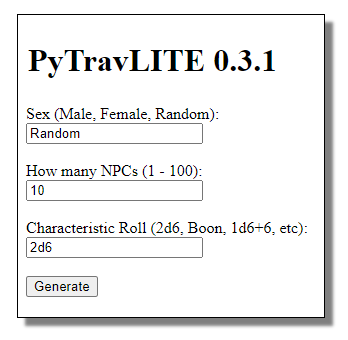 PyTravLITE 0.3.1
Sex (Male, Female, Random):
Random
How many NPCs (1 - 100):
10
Characteristic Roll (2d6, Boon, 1d6+6, etc):
2d6
Generate